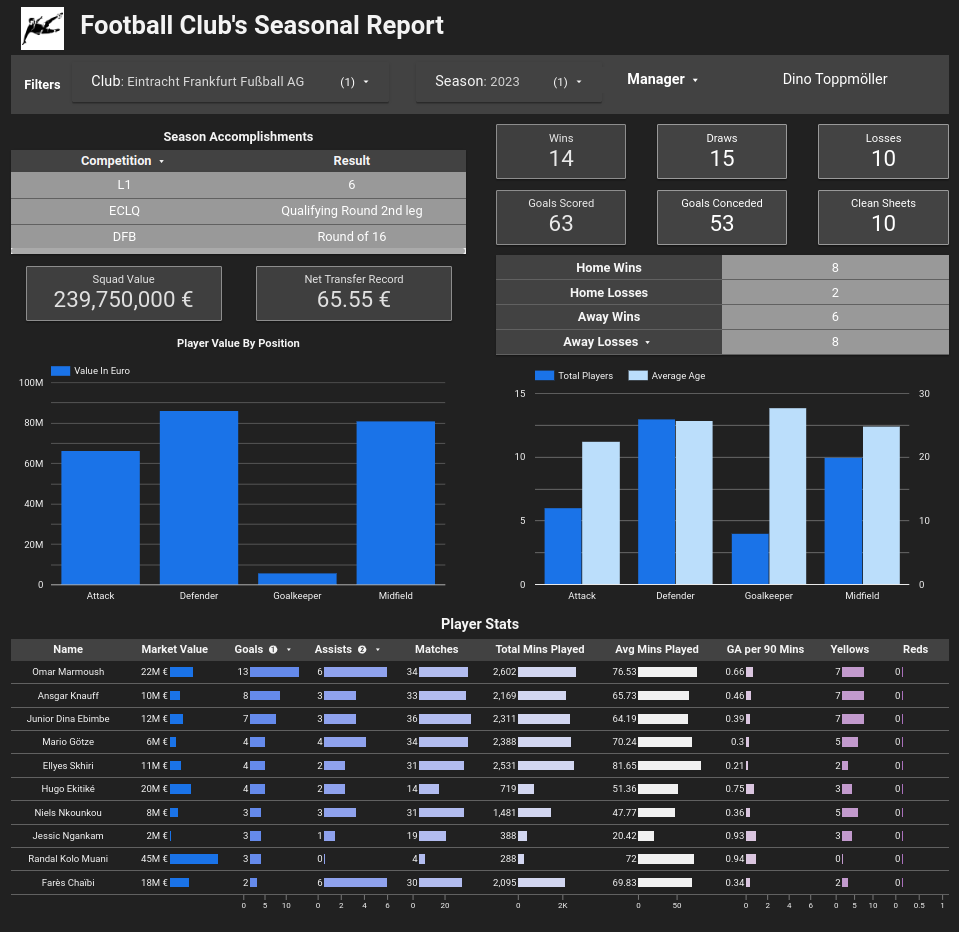 Football Club's Seasonal Report
Filters
Club: Eintracht Frankfurt Fußball AG (1)
Season: 2023 (1)
Manager
Dino Toppmöller
Season Accomplishments
Competition Result
L1 6
ECLQ Qualifying Round 2nd leg
DFB Round of 16
Squad Value
239,750,000 €
Net Transfer Record
65.55 €
Wins
14
Draws
15
Losses
10
Goals Scored
63
Goals Conceded
53
Clean Sheets
10
Home Wins 8
Home Losses 2
Away Wins 6
Away Losses 8
Player Value By Position
Value In Euro
100M
80M
60M
40M
20M
0
Attack Defender Goalkeeper Midfield
Total Players Average Age
15 30
10 20
5 10
0 0
Attack Defender Goalkeeper Midfield
Player Stats
Name Market Value Goals 1 Assists 2 Matches Total Mins Played Avg Mins Played GA per 90 Mins Yellows Reds
Omar Marmoush 22M € 13 6 34 2,602 76.53 0.66 7 0
Ansgar Knauff 10M € 8 3 33 2,169 65.73 0.46 7 0
Junior Dina Ebimbe 12M € 7 3 36 2,311 64.19 0.39 7 0
Mario Götze 6M € 4 4 34 2,388 70.24 0.3 5 0
Ellyes Skhiri 11M € 4 2 31 2,531 81.65 0.21 2 0
Hugo Ekitiké 20M € 4 2 14 719 51.36 0.75 3 0
Niels Nkounkou 8M € 3 3 31 1,481 47.77 0.36 5 0
Jessic Ngankam 2M € 3 1 19 388 20.42 0.93 3 0
Randal Kolo Muani 45M € 3 0 4 288 72 0.94 0 0
Farès Chaïbi 18M € 2 6 30 2,095 69.83 0.34 2 0
0 5 10 0 2 4 6 0 20 0 2K 0 50 0 2 4 6 0 5 10 0 0.5 1